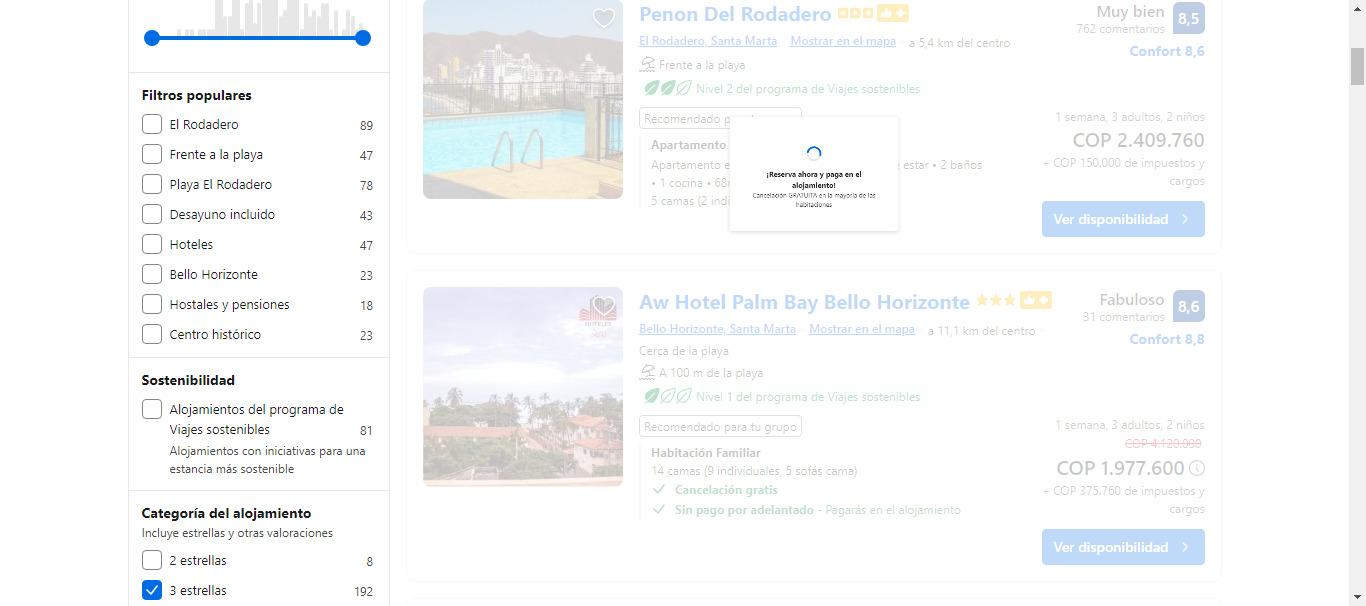 Filtros populares
El Rodadero 89
Frente a la playa 47
Playa El Rodadero 78
Desayuno incluido 43
Hoteles 47
Bello Horizonte 23
Hostales y pensiones 18
Centro histórico 23
Sostenibilidad
Alojamientos del programa de
Viajes sostenibles 81
Alojamientos con iniciativas para una
estancia más sostenible
Categoría del alojamiento
Incluye estrellas y otras valoraciones
2 estrellas 8
3 estrellas 192
Penon Del Rodadero
El Rodadero, Santa Marta Mostrar en el mapa a 5,4 km del centro
Frente a la playa
Nivel 2 del programa de Viajes sostenibles
Recomendado
Apartamento
Apartamento estar • 2 baños
• 1 cocina •
5 camas
Muy bien 8,5
762 comentarios
Confort 8,6
1 semana, 3 adultos, 2 niños
COP 2.409.760
+ COP 150.000 de impuestos y
cargos
Ver disponibilidad
¡Reserva ahora y paga en el
alojamiento!
Cancelación GRATUITA en la mayoría de las
habitaciones
Aw Hotel Palm Bay Bello Horizonte
Bello Horizonte, Santa Marta Mostrar en el mapa a 11,1 km del centro
Cerca de la playa
A 100 m de la playa
Nivel 1 del programa de Viajes sostenibles
Recomendado para tu grupo
Habitación Familiar
14 camas (9 individuales, 5 sofás cama)
Cancelación gratis
Sin pago por adelantado - Pagarás en el alojamiento
Fabuloso 8,6
31 comentarios
Confort 8,8
1 semana, 3 adultos, 2 niños
COP 4.120.000
COP 1.977.600
+ COP 375.760 de impuestos y
cargos
Ver disponibilidad
HOTELES